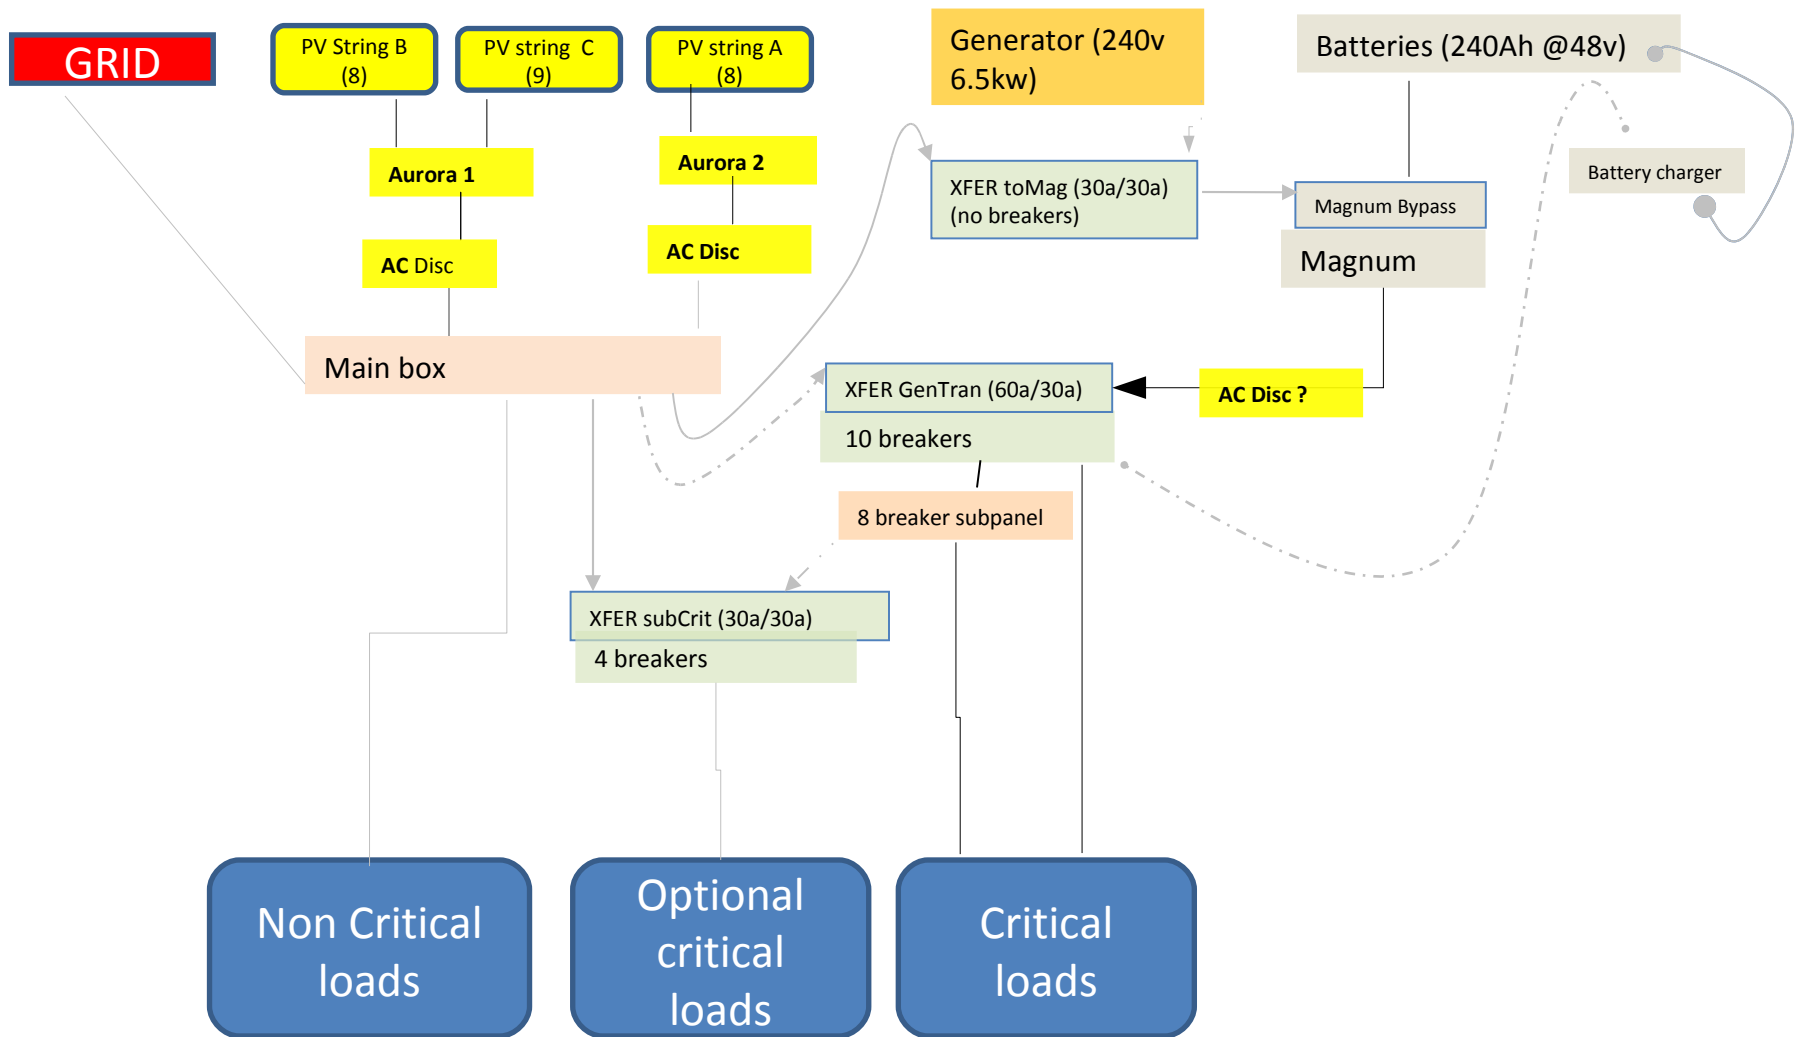 GRID
PV String B
(8)
PV string  C
(9)
PV string A
(8)
Generator (240v
6.5kw)
Batteries (240Ah @48v)
Aurora 1
Aurora 2
XFER toMag (30a/30a)
(no breakers)
Magnum Bypass
Battery charger
AC Disc
AC Disc
Magnum
Main box
XFER GenTran (60a/30a)
AC Disc ?
10 breakers
8 breaker subpanel
XFER subCrit (30a/30a)
4 breakers
Non Critical
loads
Optional
critical
loads
Critical
loads